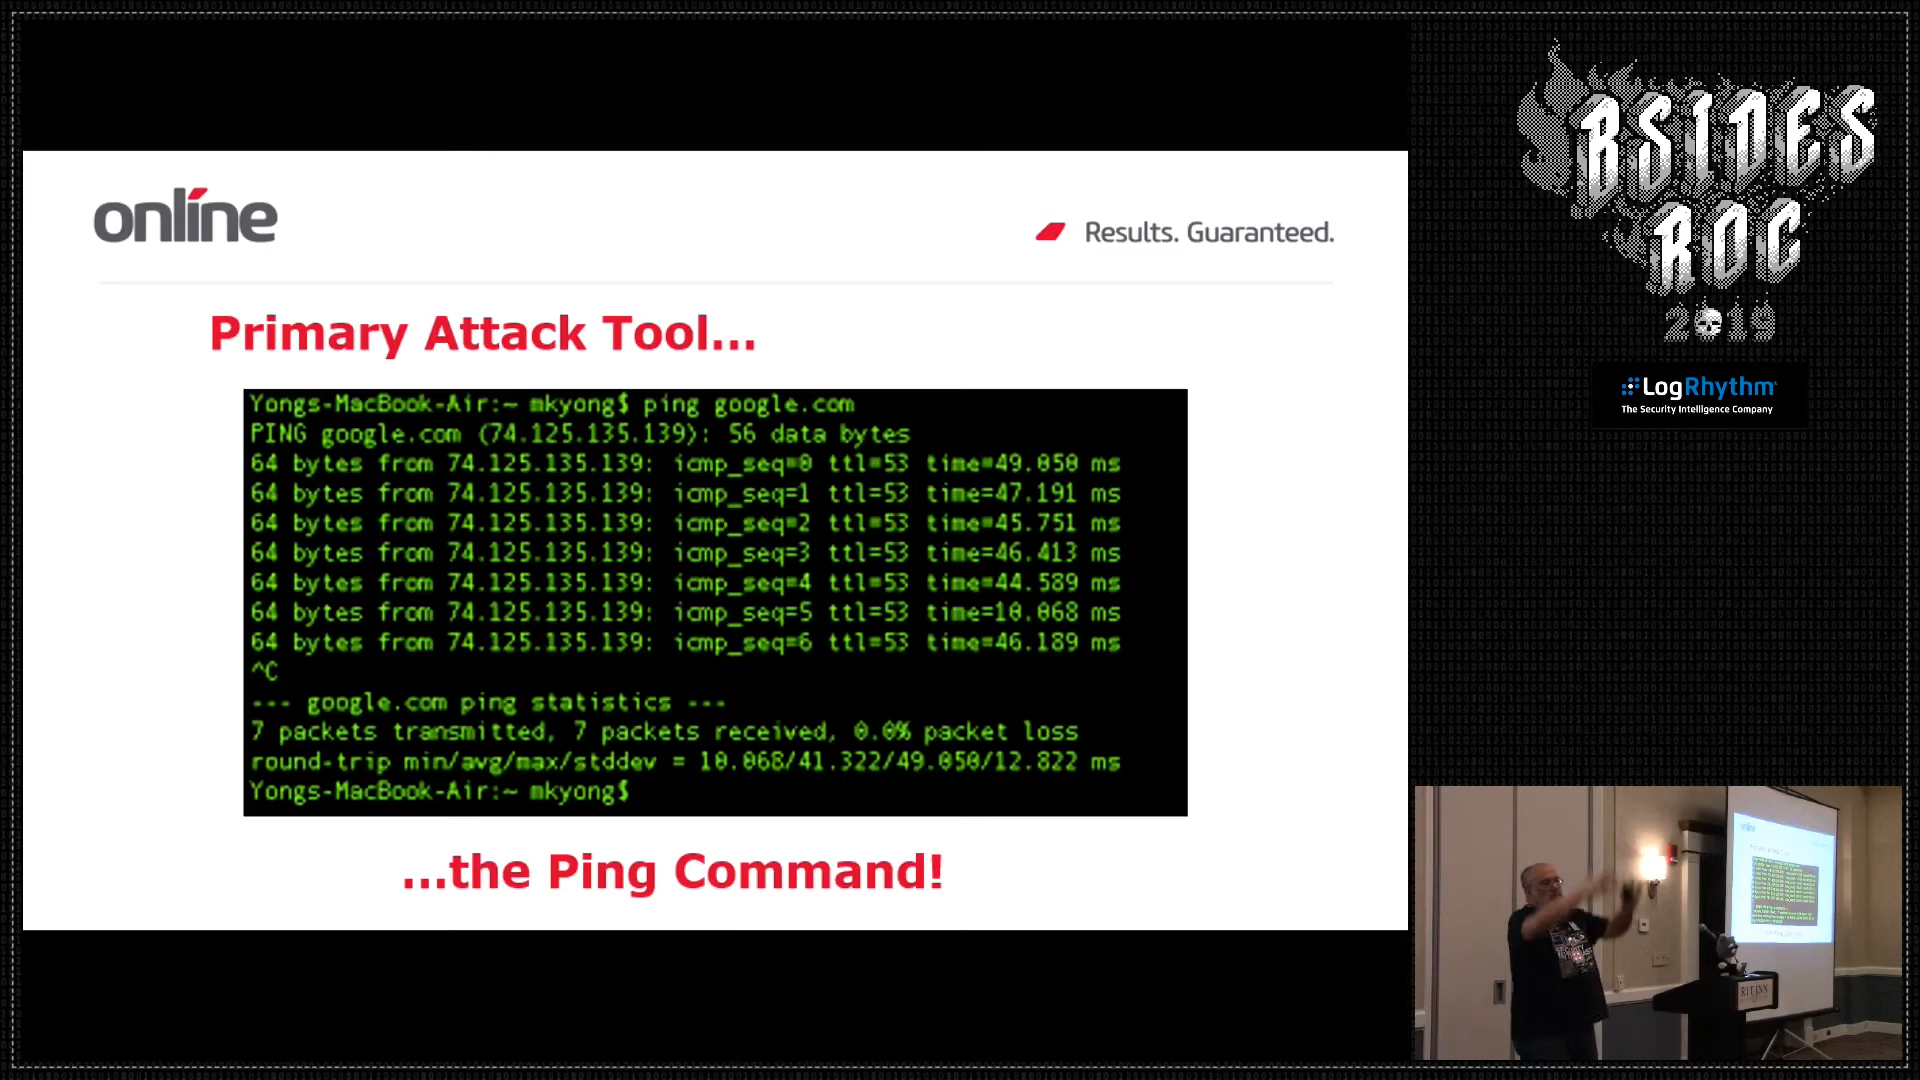 online
Results. Guaranteed.
Primary Attack Tool...
Yongs-MacBook-Air:~ mkyong$ ping google.com
PING google.com (74.125.135.139): 56 data bytes
64 bytes from 74.125.135.139: icmp_seq=0 ttl=53 time=49.050 ms
64 bytes from 74.125.135.139: icmp_seq=1 ttl=53 time=47.191 ms
64 bytes from 74.125.135.139: icmp_seq=2 ttl=53 time=45.751 ms
64 bytes from 74.125.135.139: icmp_seq=3 ttl=53 time=46.413 ms
64 bytes from 74.125.135.139: icmp_seq=4 ttl=53 time=44.589 ms
64 bytes from 74.125.135.139: icmp_seq=5 ttl=53 time=10.068 ms
64 bytes from 74.125.135.139: icmp_seq=6 ttl=53 time=46.189 ms
^C
--- google.com ping statistics ---
7 packets transmitted, 7 packets received, 0.0% packet loss
round-trip min/avg/max/stddev = 10.068/41.322/49.050/12.822 ms
Yongs-MacBook-Air:~ mkyong$
...the Ping Command!
BSIDES
ROC
2019
LogRhythm
The Security Intelligence Company
online
RIT INN